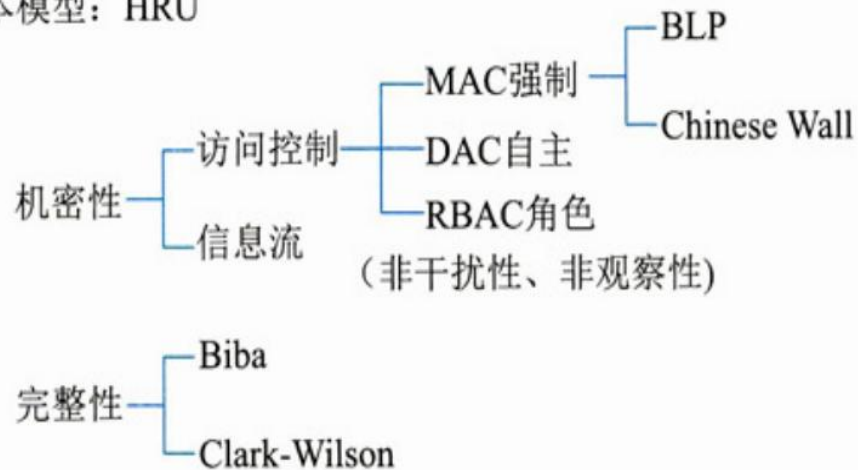 本模型：HRU
BLP
MAC强制
Chinese Wall
访问控制
DAC自主
机密性
RBAC角色
信息流
（非干扰性、非观察性)
Biba
完整性
Clark-Wilson